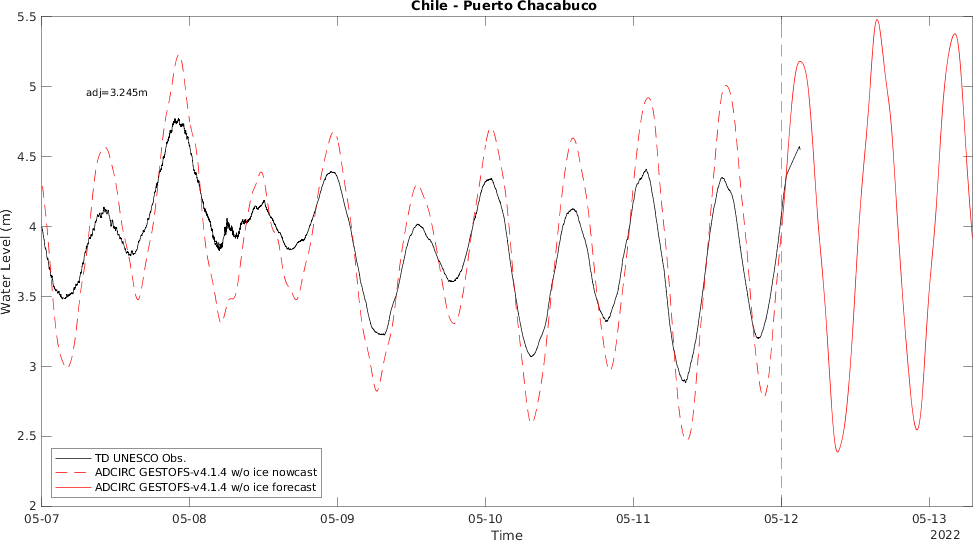 Chile - Puerto Chacabuco
5.5
5
4.5
4
3.5
3
2.5
2
Water Level (m)
adj=3.245m
TD UNESCO Obs.
ADCIRC GESTOFS-v4.1.4 w/o ice nowcast
ADCIRC GESTOFS-v4.1.4 w/o ice forecast
05-07 05-08 05-09 05-10 05-11 05-12 05-13
Time
2022